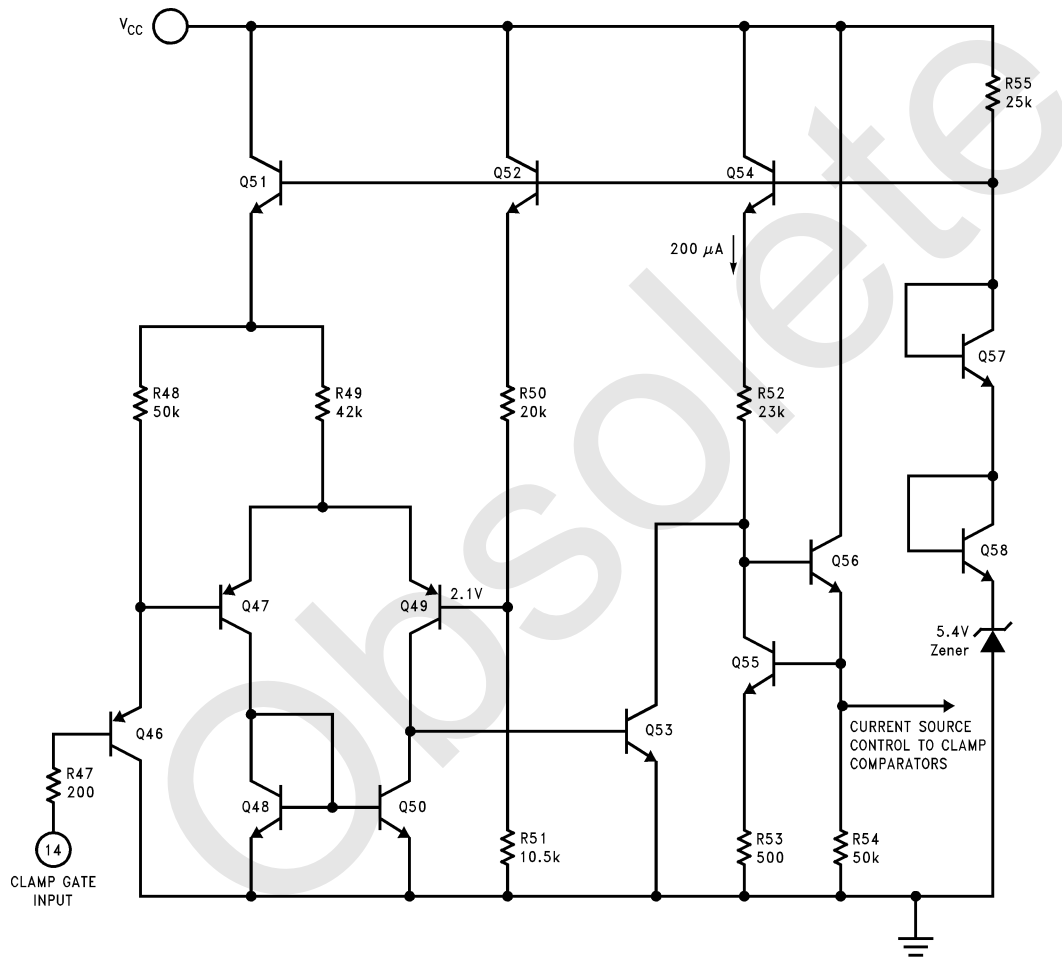 VCC
R55
25k
Q51
Q52
Q54
200 μA
Q57
R48
50k
R49
42k
R50
20k
R52
23k
Q58
Q47
Q49
2.1V
Q56
5.4V
Zener
Q55
Q46
Q53
CURRENT SOURCE
CONTROL TO CLAMP
COMPARATORS
R47
200
Q48
Q50
R51
10.5k
R53
500
R54
50k
14
CLAMP GATE
INPUT
Obsolete